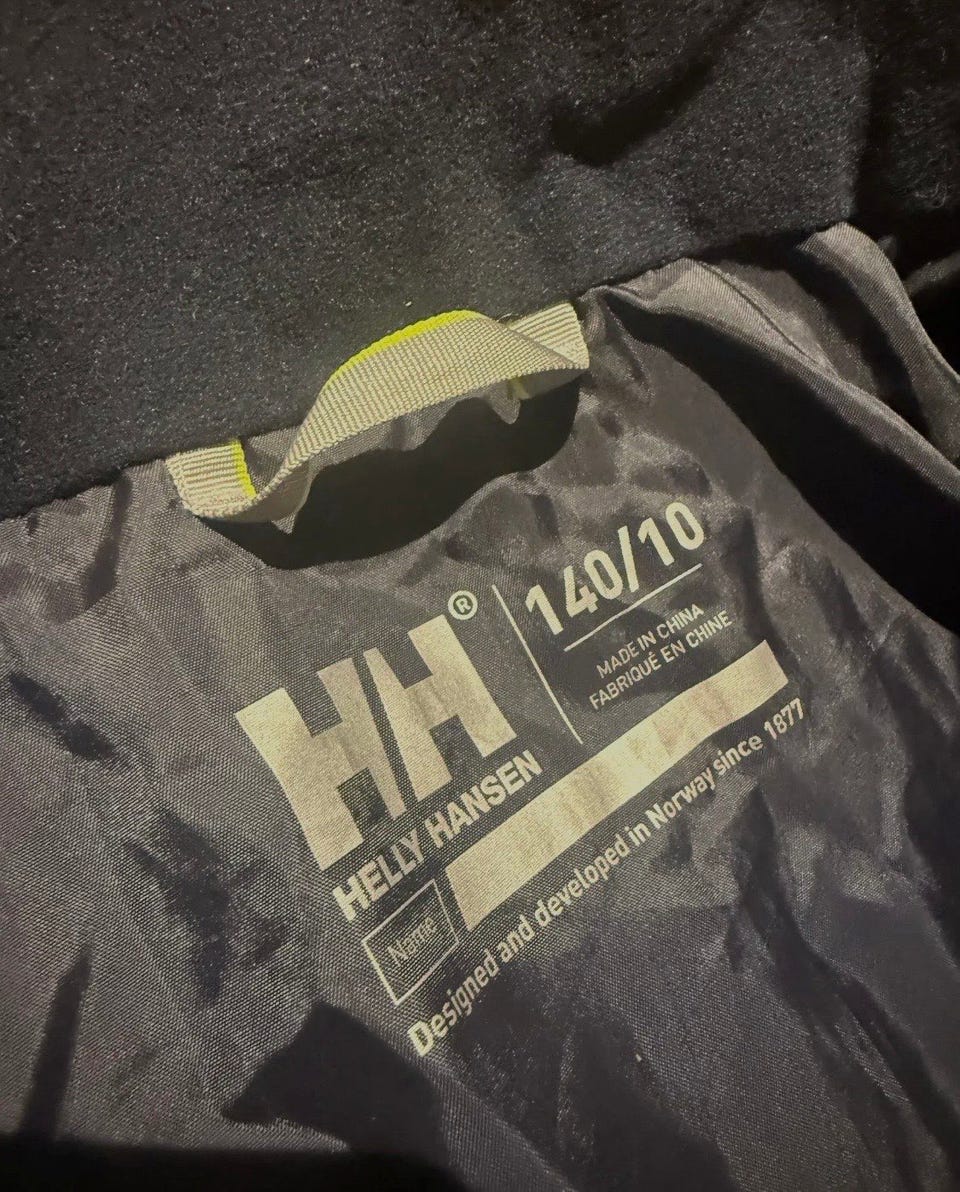 HH®
HELLY HANSEN
140/10
MADE IN CHINA
FABRIQUÉ EN CHINE
Name
Designed and developed in Norway since 1877